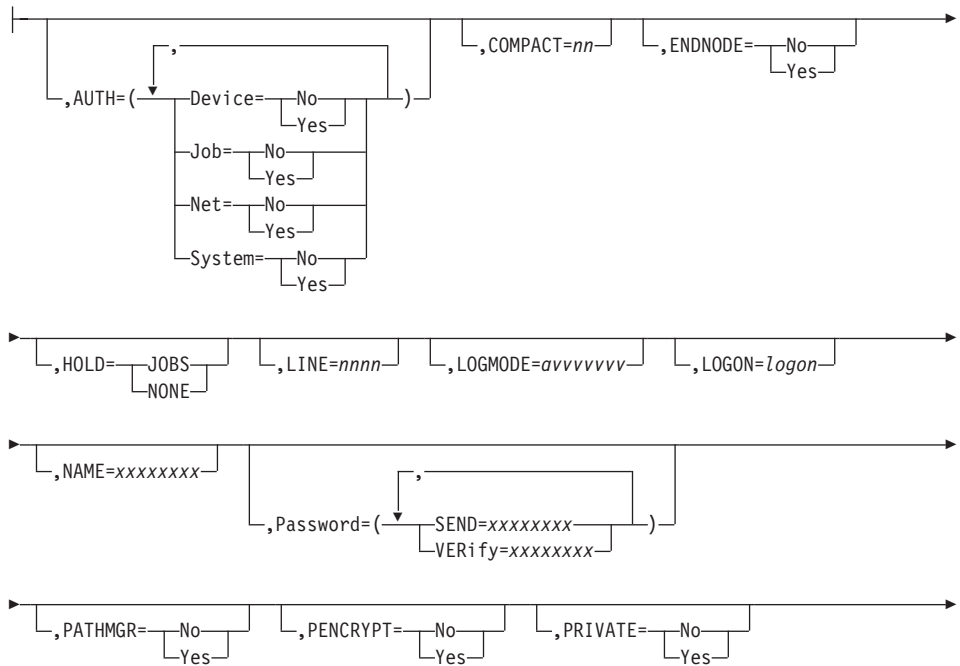 , ,COMPACT=nn ,ENDNODE= No
Yes
,AUTH=( Device= No )
Yes
Job= No
Yes
Net= No
Yes
System= No
Yes
,HOLD= JOBS ,LINE=nnnn ,LOGMODE=avvvvvvv ,LOGON=logon
NONE
,NAME=xxxxxxxx ,
,Password=( SEND=xxxxxxxx )
VERify=xxxxxxxx
,PATHMGR= No ,PENCRYPT= No ,PRIVATE= No
Yes Yes Yes